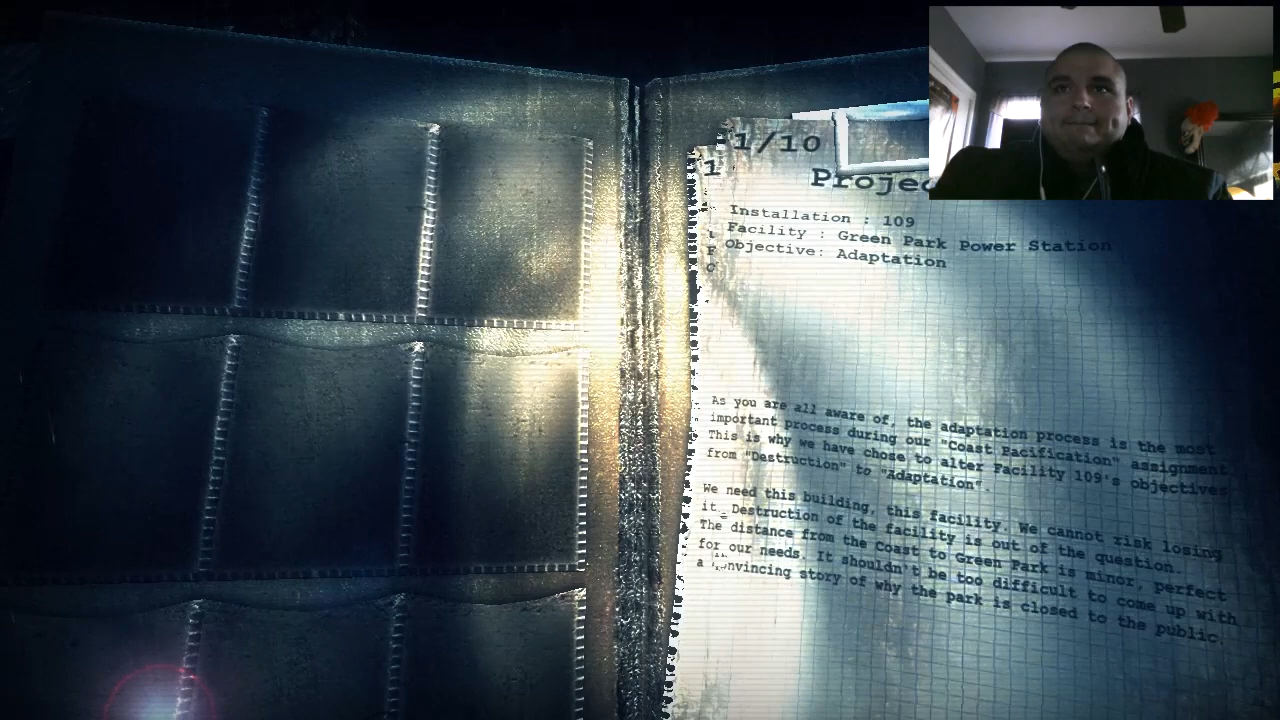 1/10
1
Projec
Installation : 109
Facility : Green Park Power Station
Objective: Adaptation
As you are all aware of, the adaptation process is the most
important process during our "Coast Pacification" assignment.
This is why we have chose to alter Facility 109's objectives
from "Destruction" to "Adaptation".
We need this building, this facility. We cannot risk losing
it. Destruction of the facility is out of the question.
The distance from the Coast to Green Park is minor, perfect
for our needs. It shouldn't be too difficult to come up with
a convincing story of why the park is closed to the public.